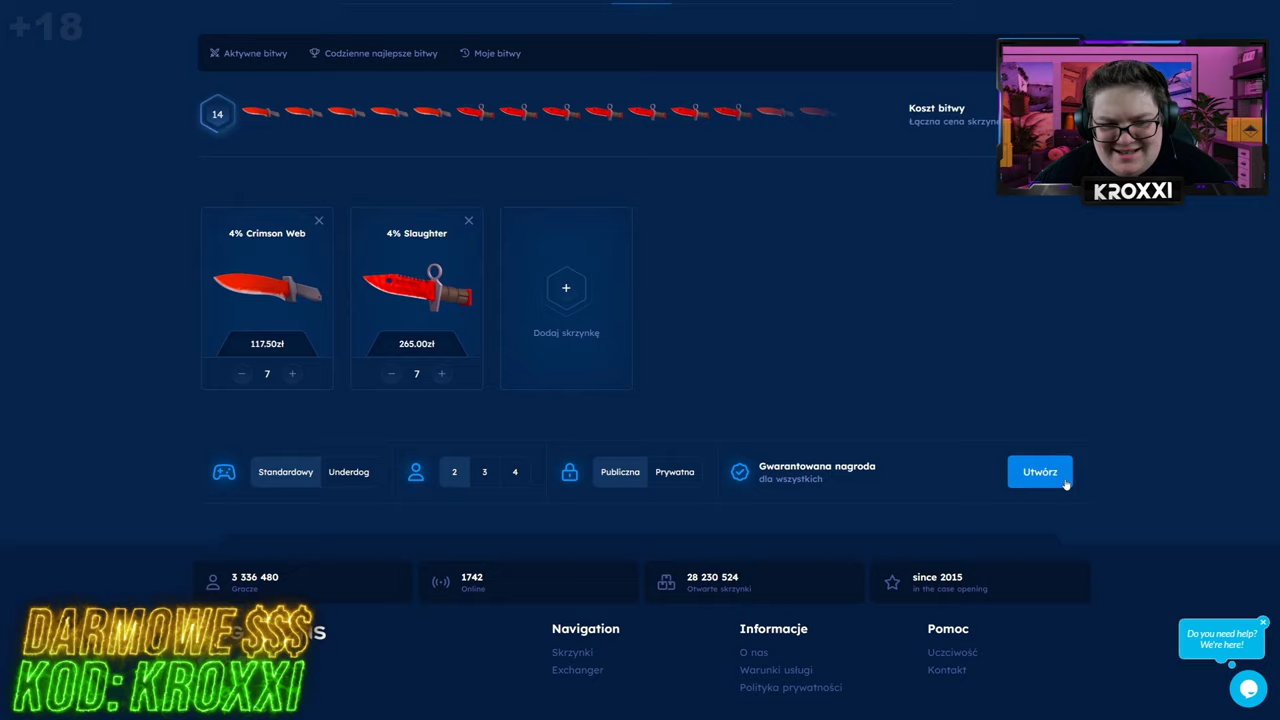 +18
Aktywne bitwy
Codzienne najlepsze bitwy
Moje bitwy
14
Koszt bitwy
Łączna cena skrzynek
KROXXI
4% Crimson Web
4% Slaughter
117.50zł
265.00zł
7
7
+
Dodaj skrzynkę
Standardowy
Underdog
2
3
4
Publiczna
Prywatna
Gwarantowana nagroda
dla wszystkich
Utwórz
3 336 480
Gracze
1742
Online
28 230 524
Otwarte skrzynki
since 2015
in the case opening
DARMOWE $$$
KOD: KROXXI
Navigation
Skrzynki
Exchanger
Informacje
O nas
Warunki usługi
Polityka prywatności
Pomoc
Uczciwość
Kontakt
Do you need help?
We're here!